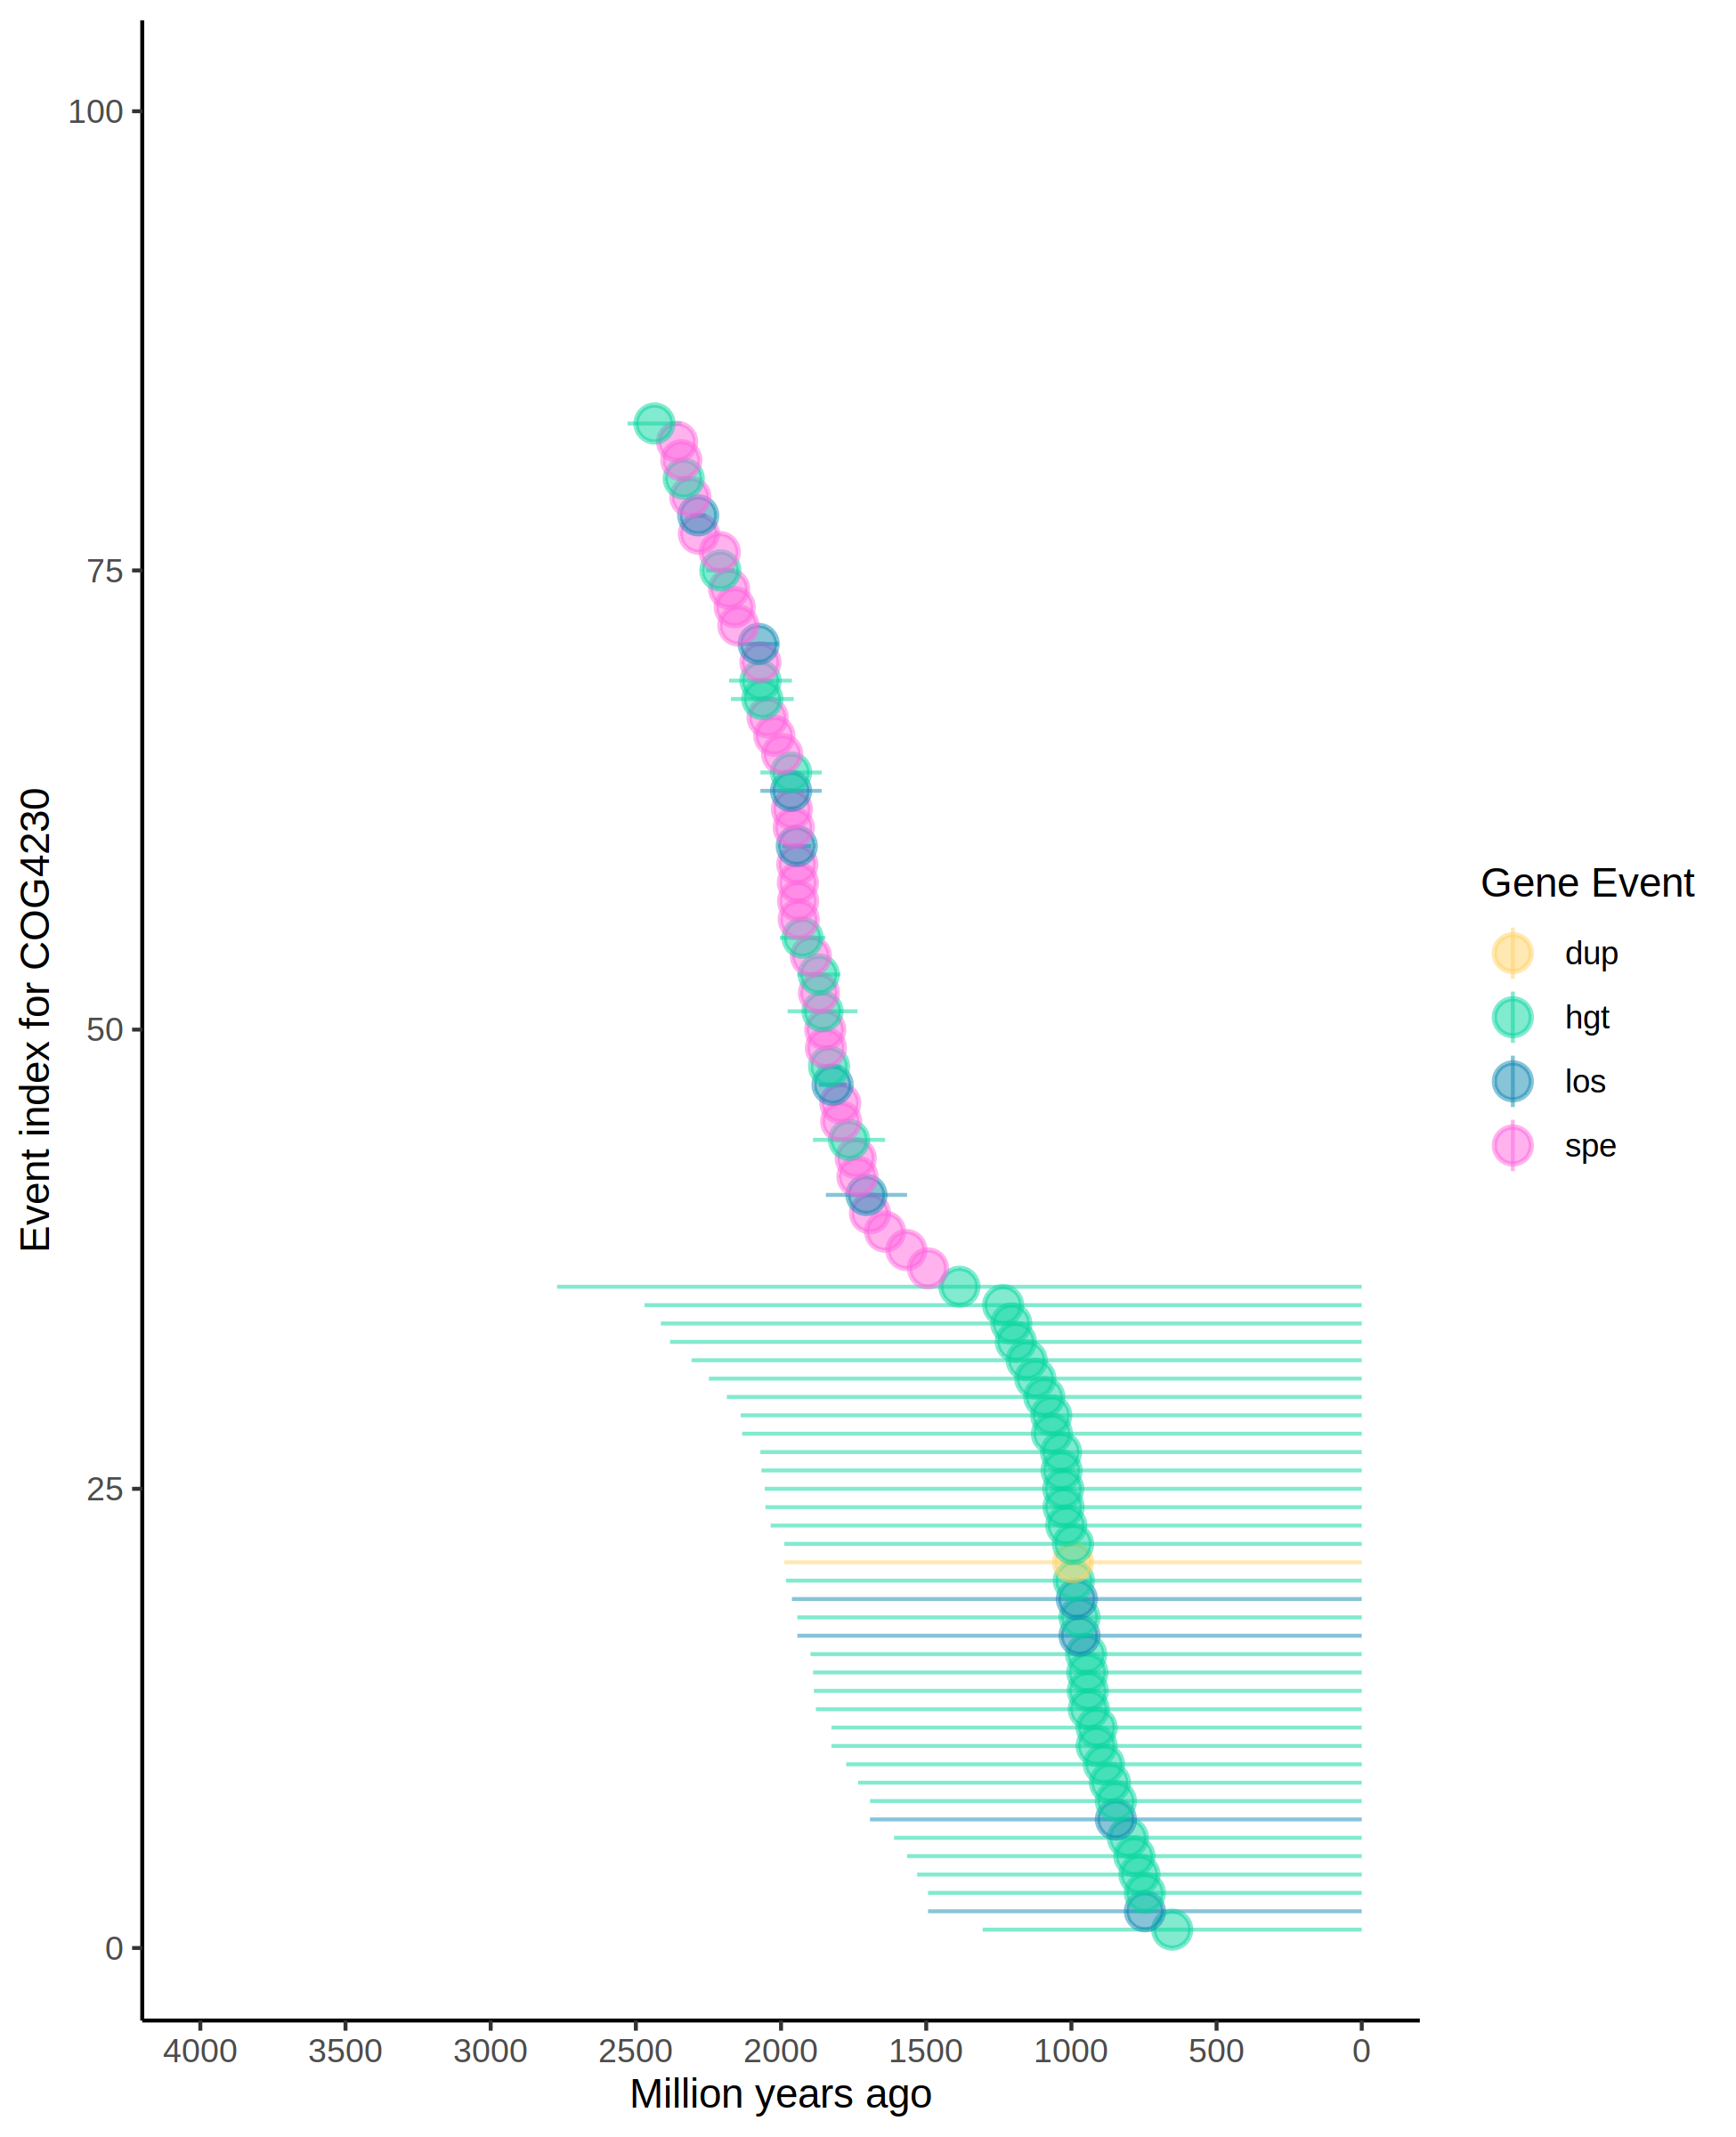 100
75
50
25
0
Event index for COG4230
4000 3500 3000 2500 2000 1500 1000 500 0
Million years ago
Gene Event
dup
hgt
los
spe